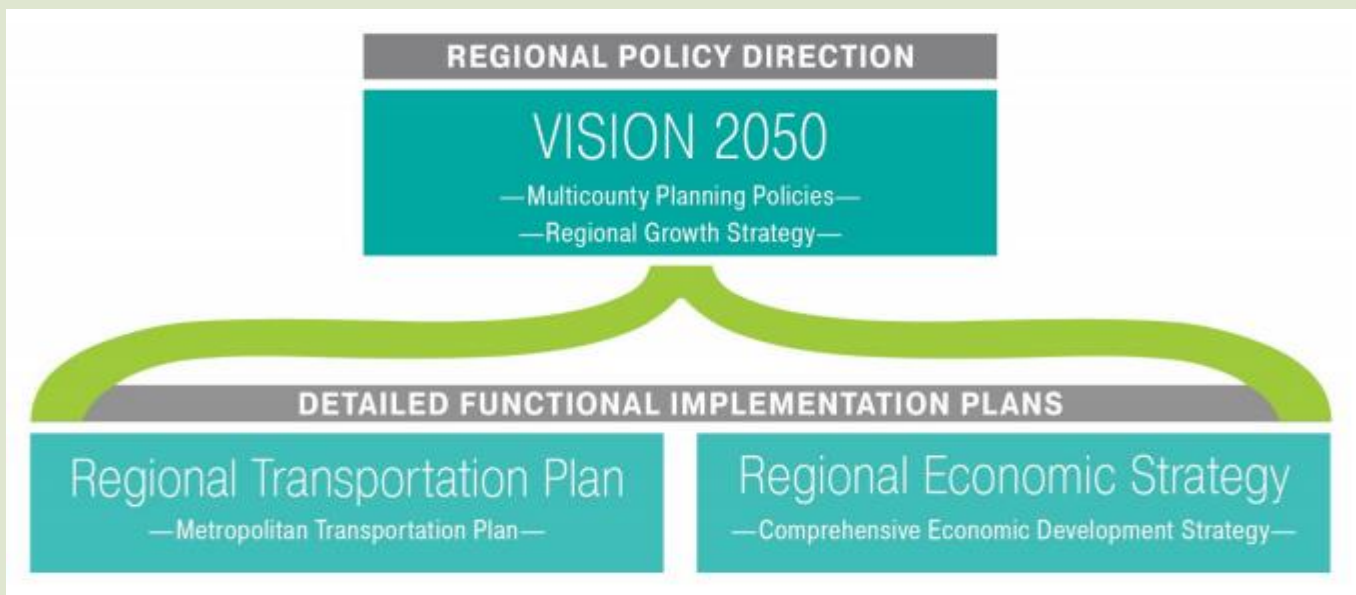 REGIONAL POLICY DIRECTION
VISION 2050
—Multicounty Planning Policies—
—Regional Growth Strategy—
DETAILED FUNCTIONAL IMPLEMENTATION PLANS
Regional Transportation Plan
—Metropolitan Transportation Plan—
Regional Economic Strategy
—Comprehensive Economic Development Strategy—